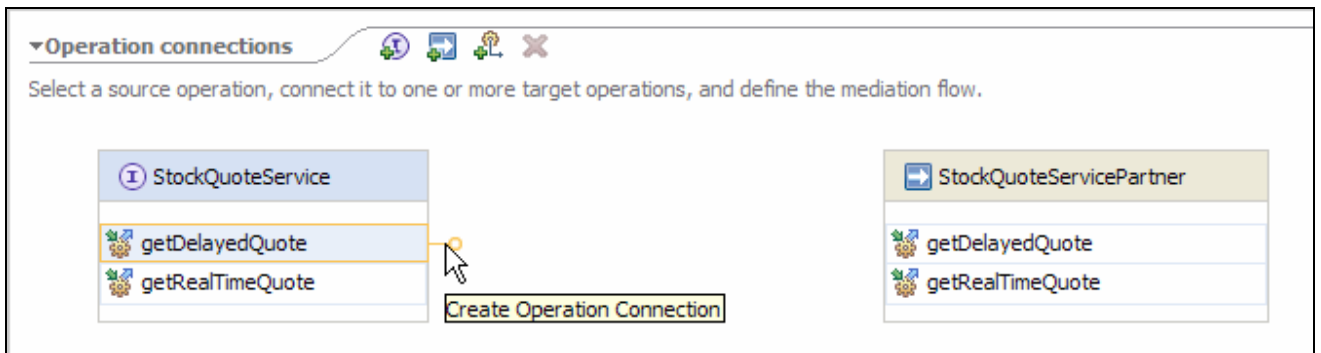 Operation connections
Select a source operation, connect it to one or more target operations, and define the mediation flow.
StockQuoteService
StockQuoteServicePartner
getDelayedQuote
getDelayedQuote
getRealTimeQuote
getRealTimeQuote
Create Operation Connection